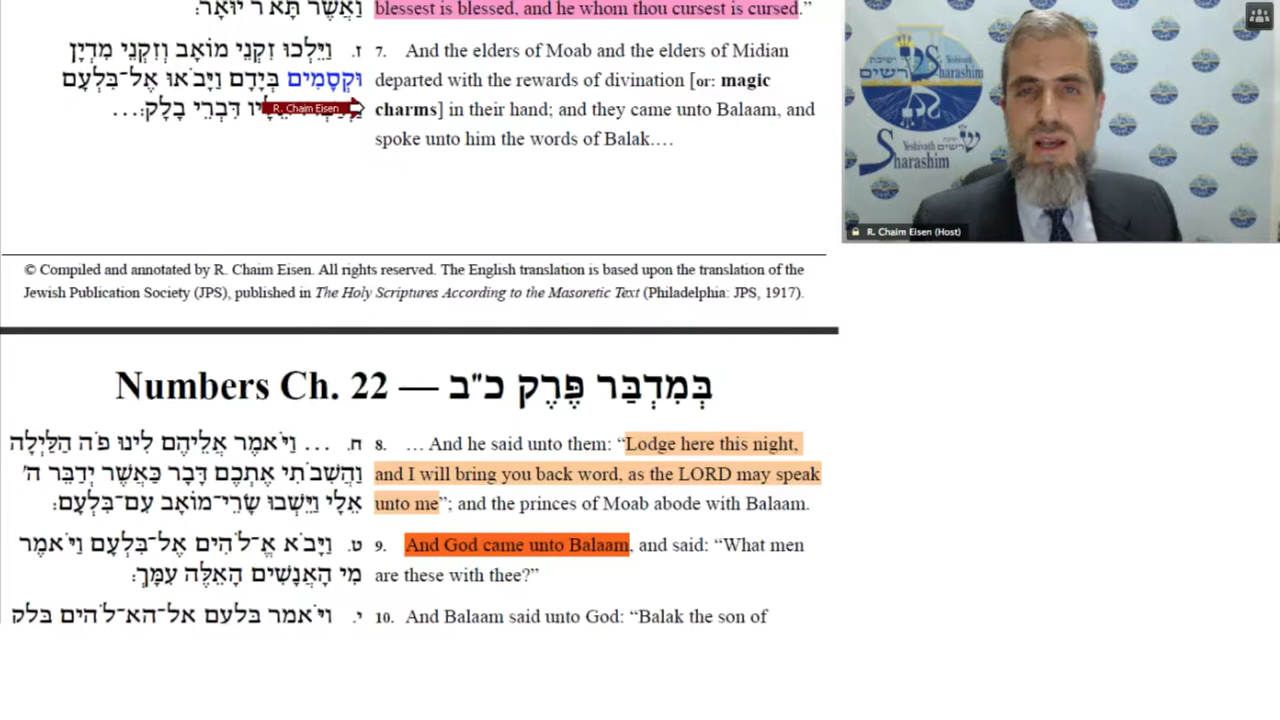 וַאֲשֶׁר תָּאֹר יוּאָר:
blessest is blessed, and he whom thou cursest is cursed.”
ז. וַיֵּלְכוּ זִקְנֵי מוֹאָב וְזִקְנֵי מִדְיָן
וּקְסָמִים בְּיָדָם וַיָּבֹאוּ אֶל־בִּלְעָם
דִּבְרֵי בָלָק:...
R. Chaim Eisen
7. And the elders of Moab and the elders of Midian
departed with the rewards of divination [or: magic
charms] in their hand; and they came unto Balaam, and
spoke unto him the words of Balak….
© Compiled and annotated by R. Chaim Eisen. All rights reserved. The English translation is based upon the translation of the
Jewish Publication Society (JPS), published in The Holy Scriptures According to the Masoretic Text (Philadelphia: JPS, 1917).
Numbers Ch. 22 — בְּמִדְבַּר פֶּרֶק כ"ב
ח. ... וַיֹּאמֶר אֲלֵיהֶם לִינוּ פֹה הַלַּיְלָה
וַהֲשִׁבֹתִי אֶתְכֶם דָּבָר כַּאֲשֶׁר יְדַבֵּר ה'
אֵלָי וַיֵּשְׁבוּ שָׂרֵי־מוֹאָב עִם־בִּלְעָם:
8. … And he said unto them: “Lodge here this night,
and I will bring you back word, as the LORD may speak
unto me”; and the princes of Moab abode with Balaam.
ט. וַיָּבֹא אֱ־לֹהִים אֶל־בִּלְעָם וַיֹּאמֶר
מִי הָאֲנָשִׁים הָאֵלֶּה עִמָּךְ:
9. And God came unto Balaam, and said: “What men
are these with thee?”
י. וַיֹּאמֶר בִּלְעָם אֶל־הָאֱ־לֹהִים בָּלָק
10. And Balaam said unto God: “Balak the son of
ישיבת
שרשים
Yeshivath
Sharashim
Yeshivath שרשים
Sharashim
R. Chaim Eisen (Host)